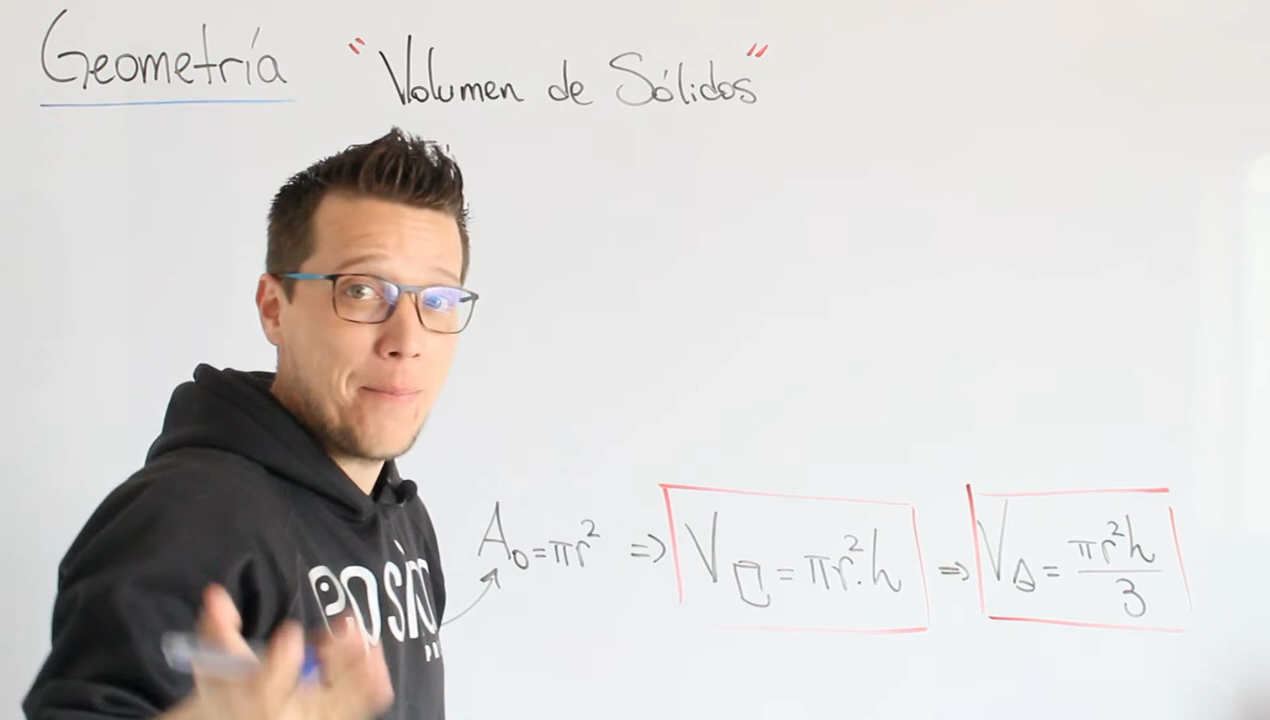 Geometría "Volumen de Sólidos"
A○=πr² => V=πr².h => V△=πr²h/3